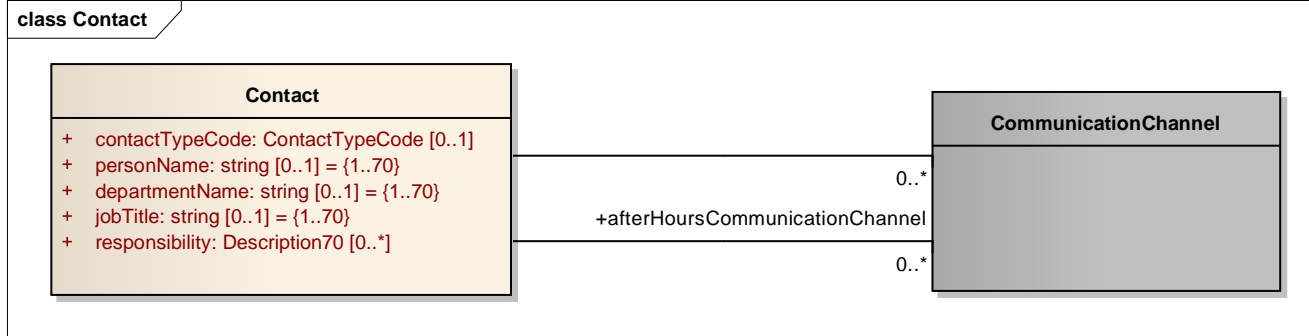 class Contact
Contact
+ contactTypeCode: ContactTypeCode [0..1]
+ personName: string [0..1] = {1..70}
+ departmentName: string [0..1] = {1..70}
+ jobTitle: string [0..1] = {1..70}
+ responsibility: Description70 [0..*]
CommunicationChannel
0..*
+afterHoursCommunicationChannel
0..*